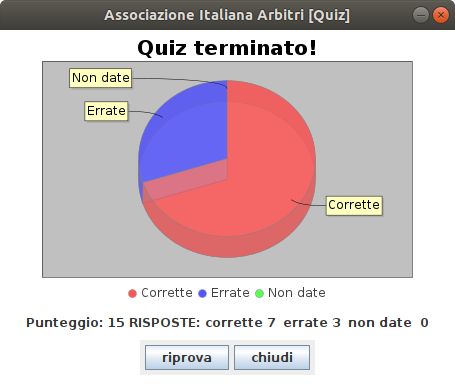 Associazione Italiana Arbitri [Quiz]
Quiz terminato!
Non date
Errate
Corrette
Corrette Errate Non date
Punteggio: 15 RISPOSTE: corrette 7 errate 3 non date 0
riprova chiudi